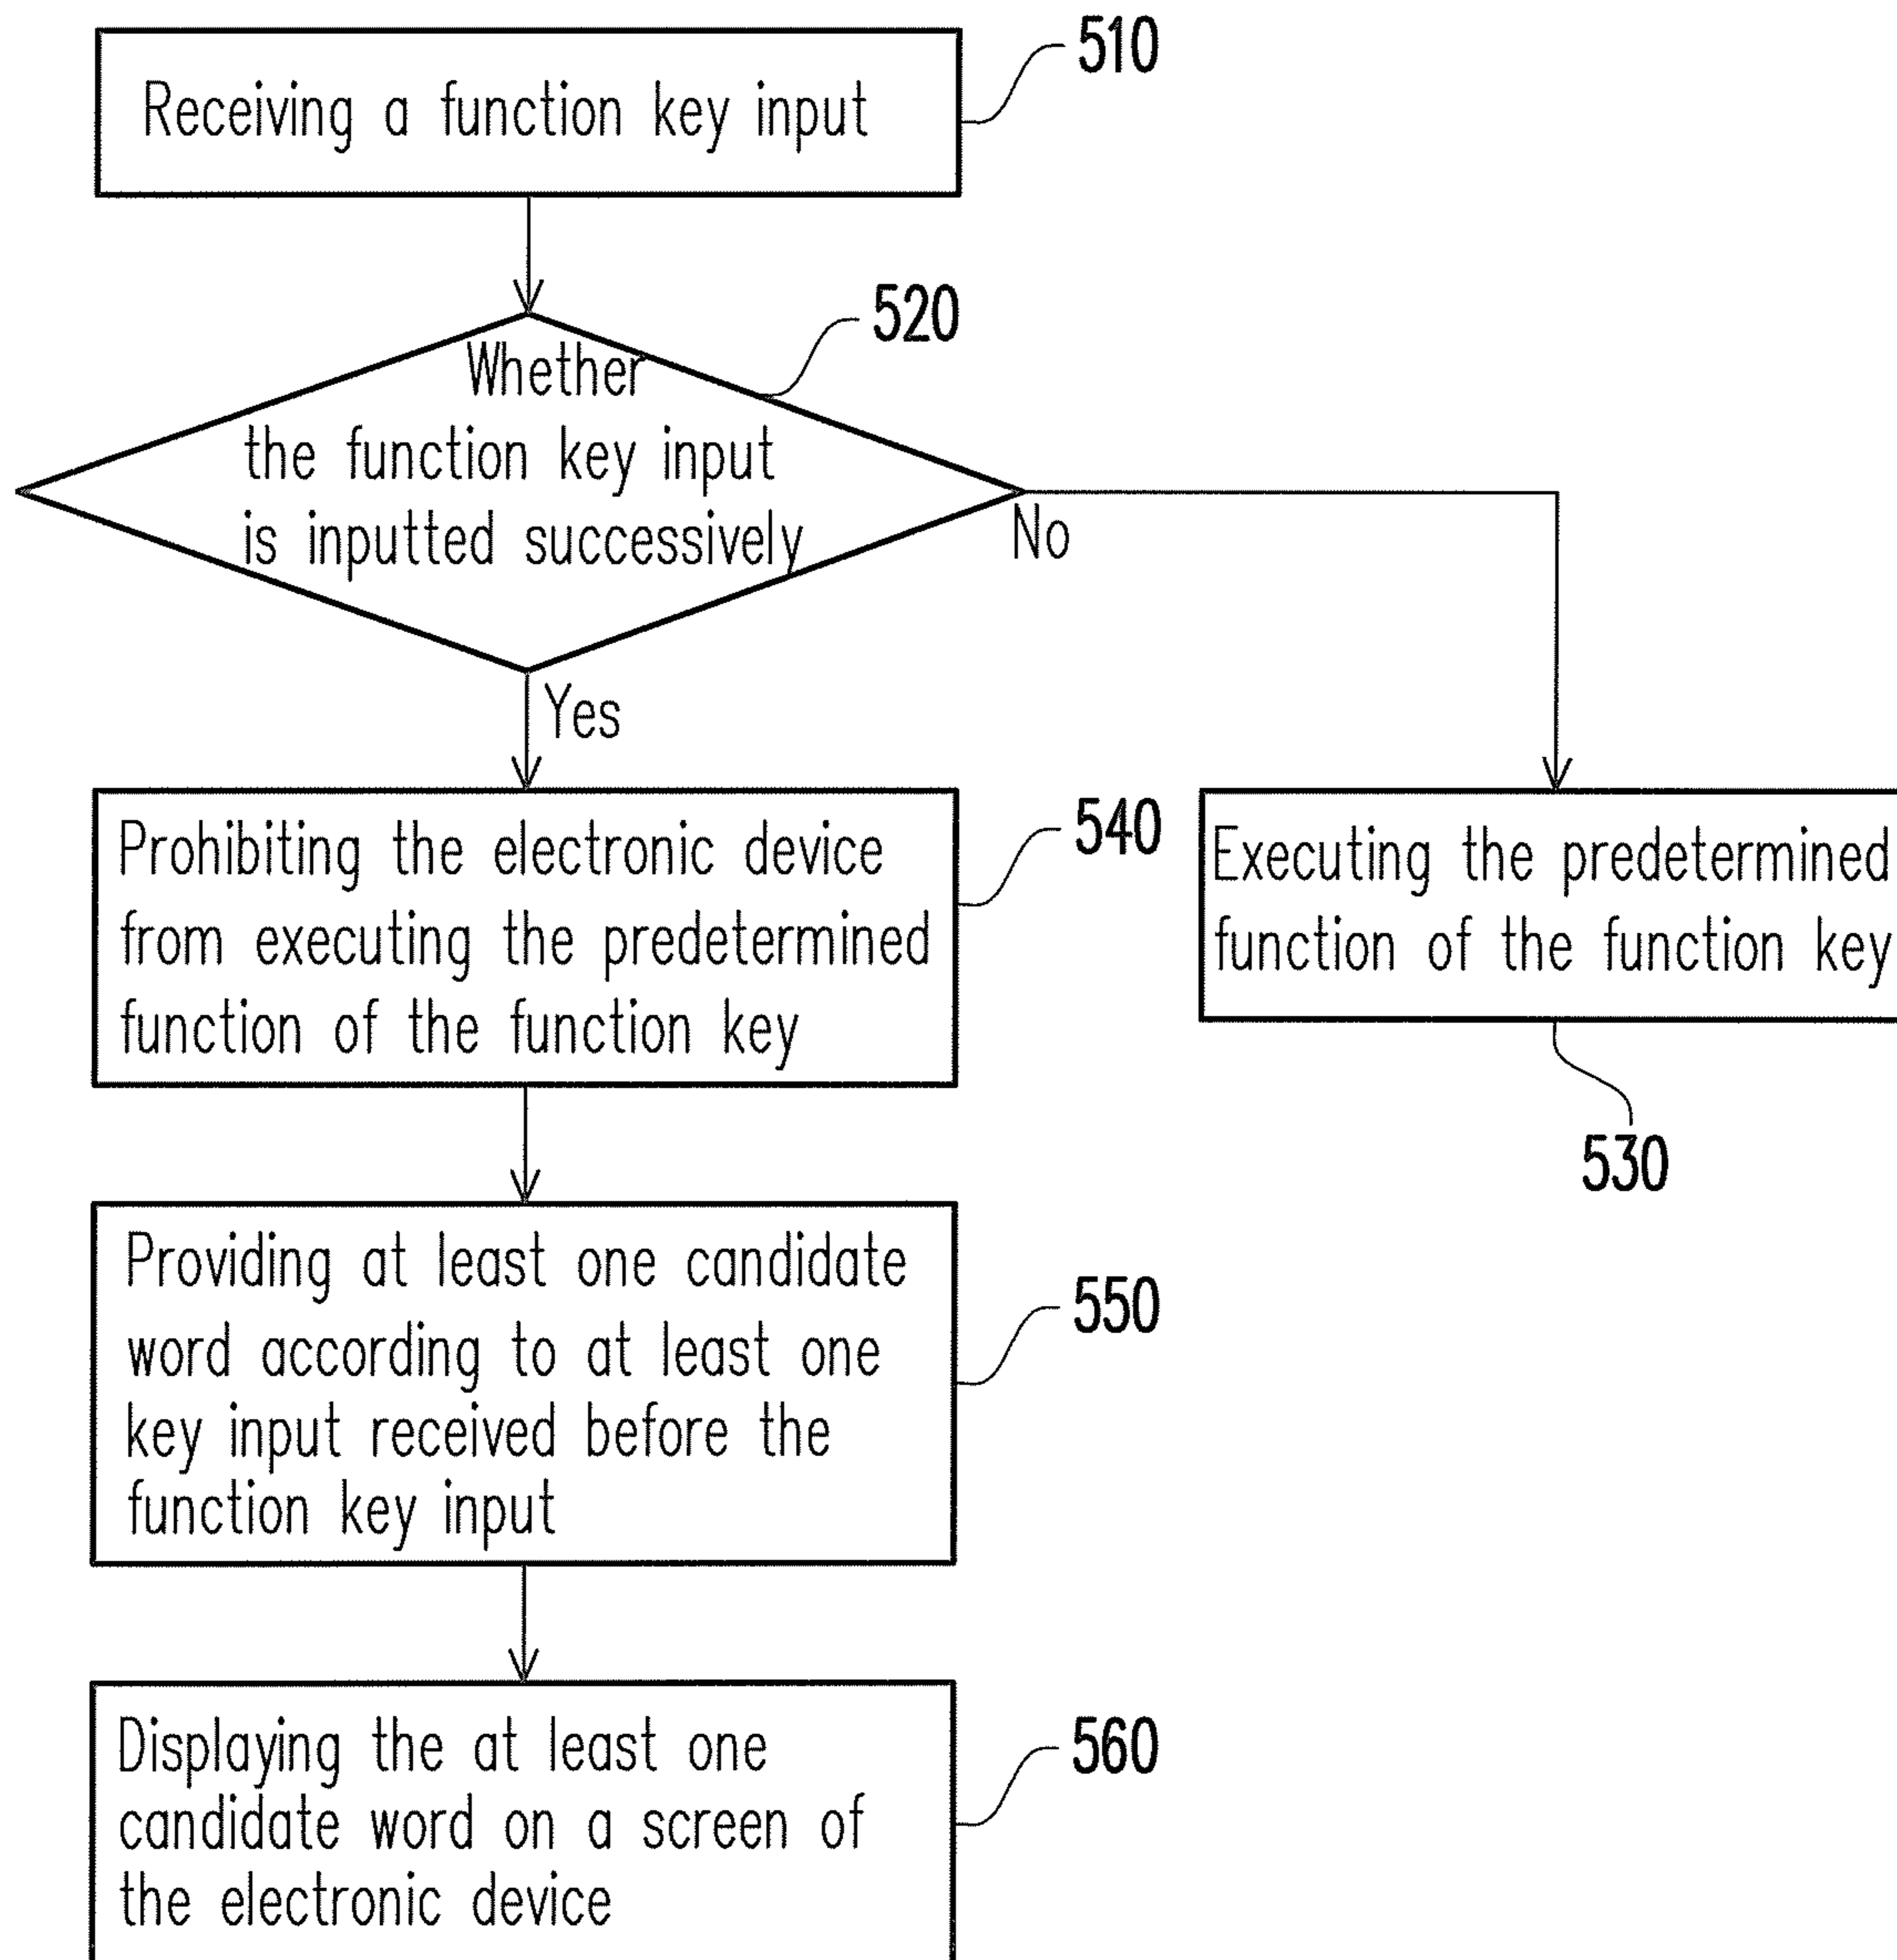 Receiving a function key input
510
520
Whether
the function key input
is inputted successively
No
Yes
Prohibiting the electronic device
from executing the predetermined
function of the function key
540
Executing the predetermined
function of the function key
530
Providing at least one candidate
word according to at least one
key input received before the
function key input
550
Displaying the at least one
candidate word on a screen of
the electronic device
560